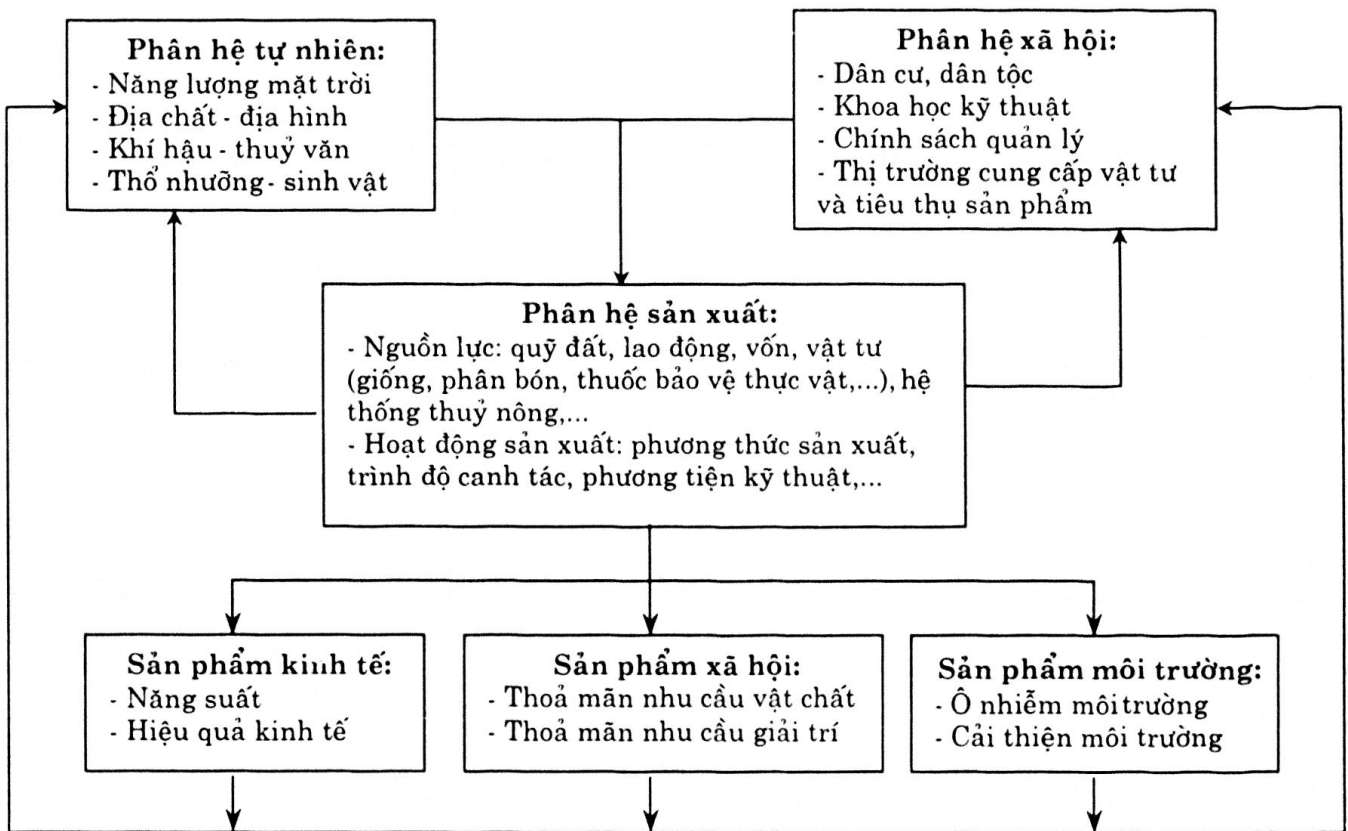 Phân hệ tự nhiên:
- Năng lượng mặt trời
- Địa chất - địa hình
- Khí hậu - thuỷ văn
- Thổ nhưỡng - sinh vật
Phân hệ xã hội:
- Dân cư, dân tộc
- Khoa học kỹ thuật
- Chính sách quản lý
- Thị trường cung cấp vật tư
và tiêu thụ sản phẩm
Phân hệ sản xuất:
- Nguồn lực: quỹ đất, lao động, vốn, vật tư
(giống, phân bón, thuốc bảo vệ thực vật,...), hệ
thống thuỷ nông,...
- Hoạt động sản xuất: phương thức sản xuất,
trình độ canh tác, phương tiện kỹ thuật,...
Sản phẩm kinh tế:
- Năng suất
- Hiệu quả kinh tế
Sản phẩm xã hội:
- Thoả mãn nhu cầu vật chất
- Thoả mãn nhu cầu giải trí
Sản phẩm môi trường:
- Ô nhiễm môi trường
- Cải thiện môi trường